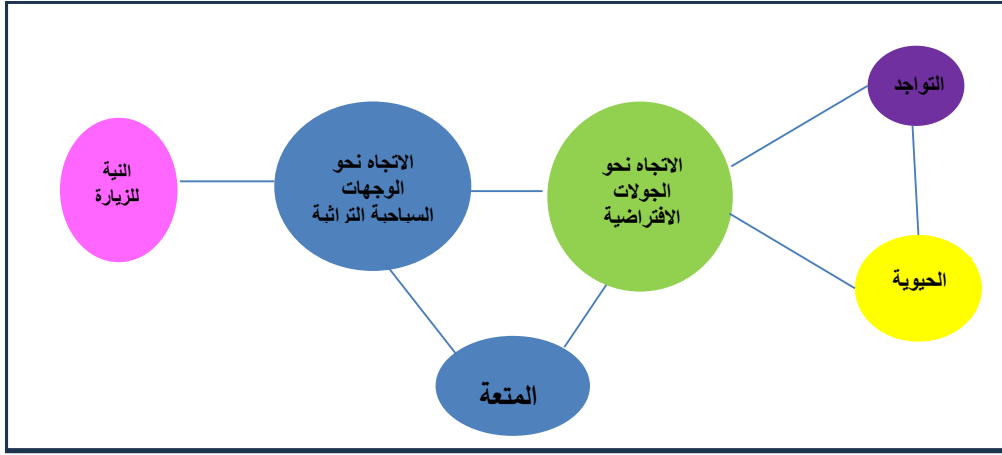 التواجد
الاتجاه نحو
الجولات
الافتراضية
الاتجاه نحو
الوجهات
السياحية التراثية
النية
للزيارة
الحيوية
المتعة